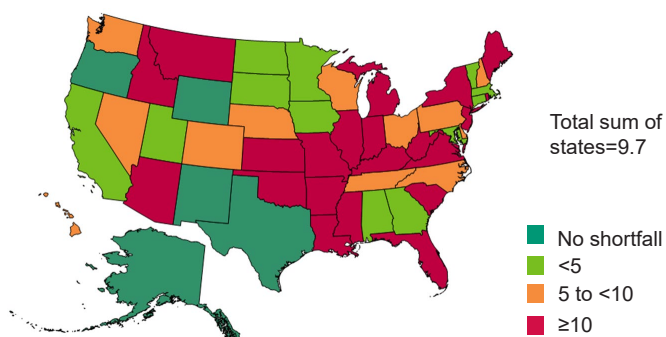 Total sum of
states=9.7
No shortfall
<5
5 to <10
≥10